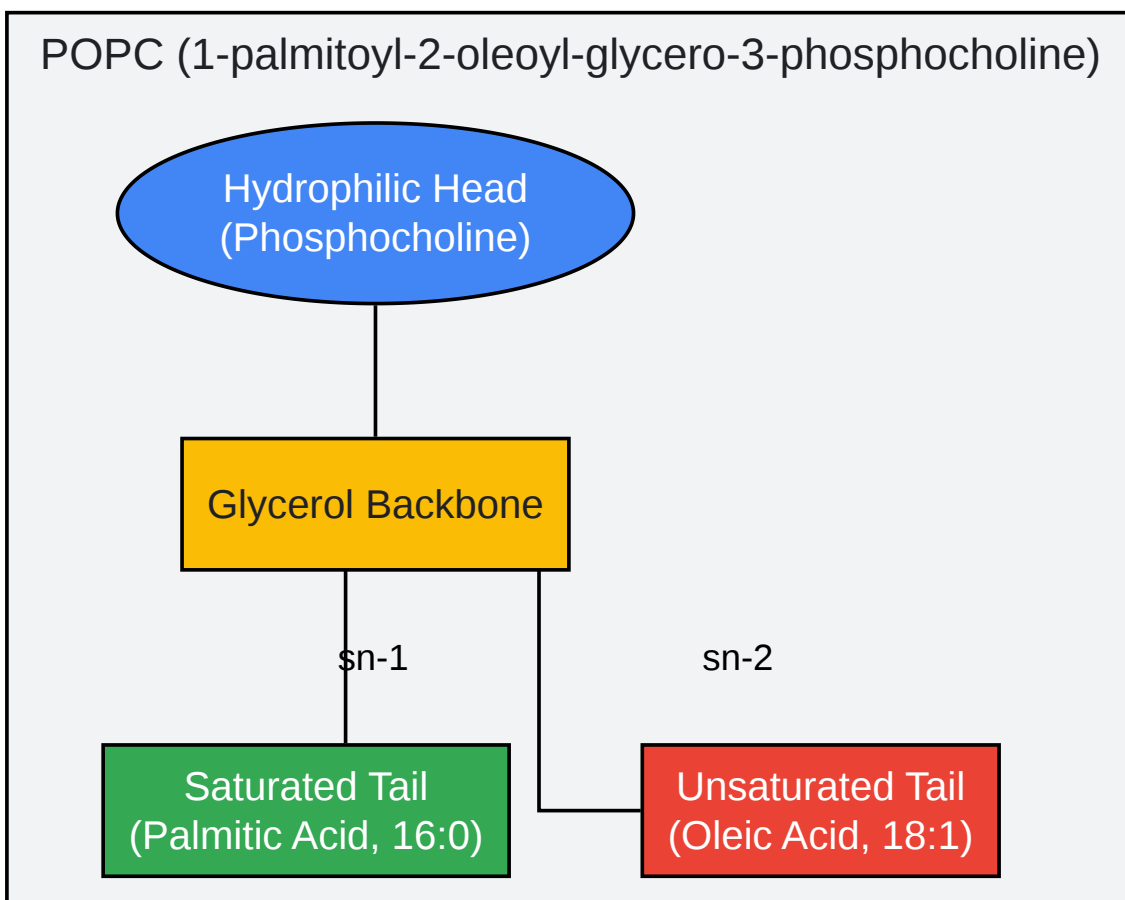 POPC (1-palmitoyl-2-oleoyl-glycero-3-phosphocholine)
Hydrophilic Head
(Phosphocholine)
Glycerol Backbone
sn-1
sn-2
Saturated Tail
(Palmitic Acid, 16:0)
Unsaturated Tail
(Oleic Acid, 18:1)